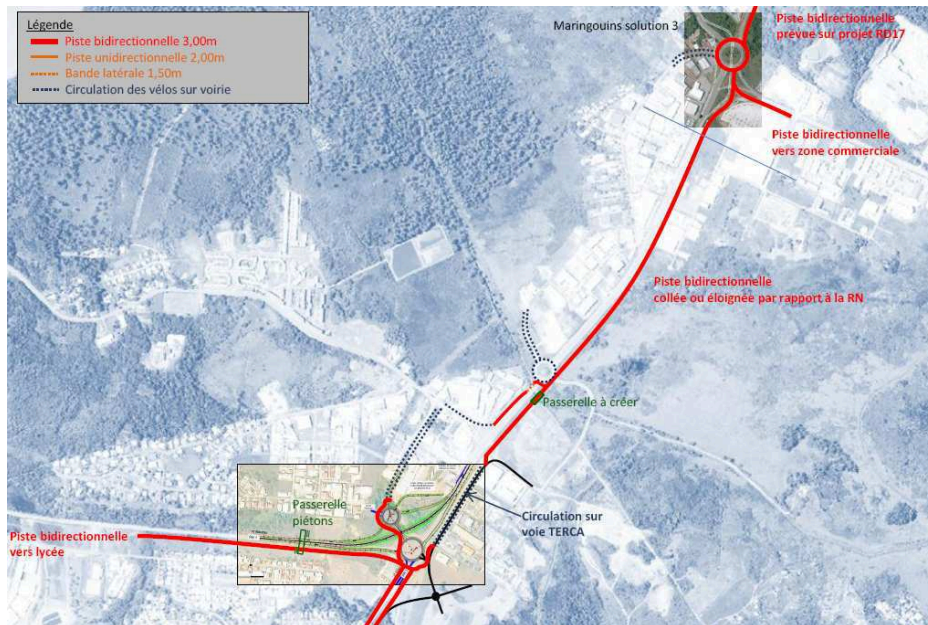 Légende
Piste bidirectionnelle 3,00m
Piste unidirectionnelle 2,00m
Bande latérale 1,50m
Circulation des vélos sur voirie
Maringouins solution 3
Piste bidirectionnelle
prévue sur projet RD17
Piste bidirectionnelle
vers zone commerciale
Piste bidirectionnelle
collée ou éloignée par rapport à la RN
Passerelle à créer
Passerelle
piétons
Circulation sur
voie TERCA
Piste bidirectionnelle
vers lycée